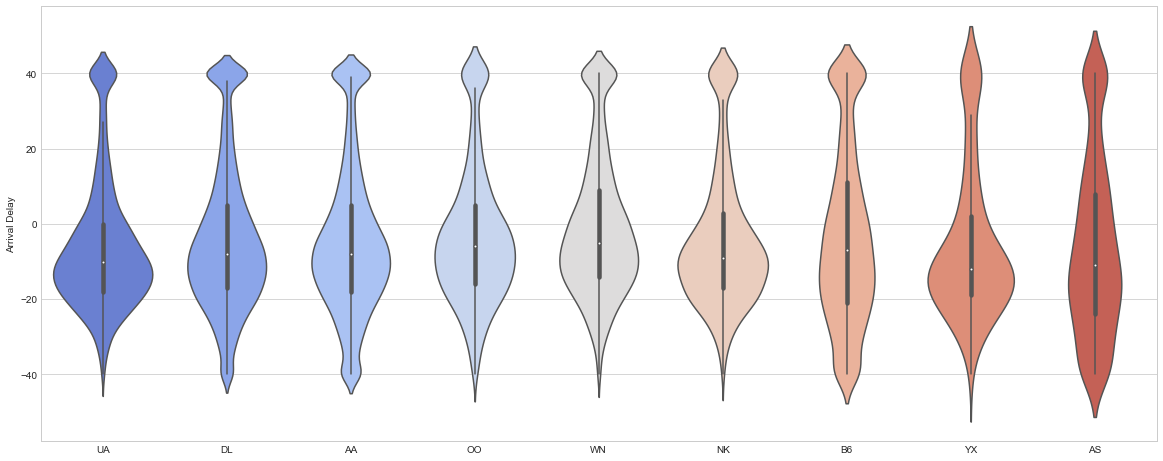 Arrival Delay
40
20
0
−20
−40
UA DL AA OO WN NK B6 YX AS